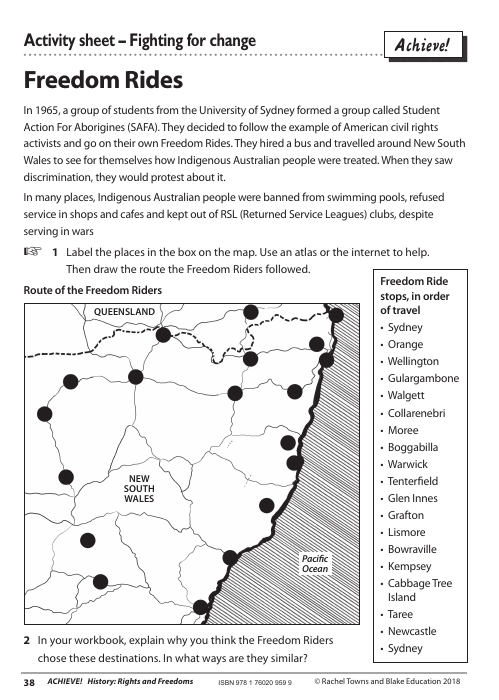 Activity sheet – Fighting for change
Achieve!
Freedom Rides
In 1965, a group of students from the University of Sydney formed a group called Student
Action For Aborigines (SAFA). They decided to follow the example of American civil rights
activists and go on their own Freedom Rides. They hired a bus and travelled around New South
Wales to see for themselves how Indigenous Australian people were treated. When they saw
discrimination, they would protest about it.
In many places, Indigenous Australian people were banned from swimming pools, refused
service in shops and cafes and kept out of RSL (Returned Service Leagues) clubs, despite
serving in wars
☞ 1 Label the places in the box on the map. Use an atlas or the internet to help.
Then draw the route the Freedom Riders followed.
Route of the Freedom Riders
QUEENSLAND
NEW
SOUTH
WALES
Pacific
Ocean
Freedom Ride
stops, in order
of travel
• Sydney
• Orange
• Wellington
• Gulargambone
• Walgett
• Collarenebri
• Moree
• Boggabilla
• Warwick
• Tenterfield
• Glen Innes
• Grafton
• Lismore
• Bowraville
• Kempsey
• Cabbage Tree
Island
• Taree
• Newcastle
• Sydney
2 In your workbook, explain why you think the Freedom Riders
chose these destinations. In what ways are they similar?
38 ACHIEVE! History: Rights and Freedoms ISBN 978 1 76020 959 9 © Rachel Towns and Blake Education 2018